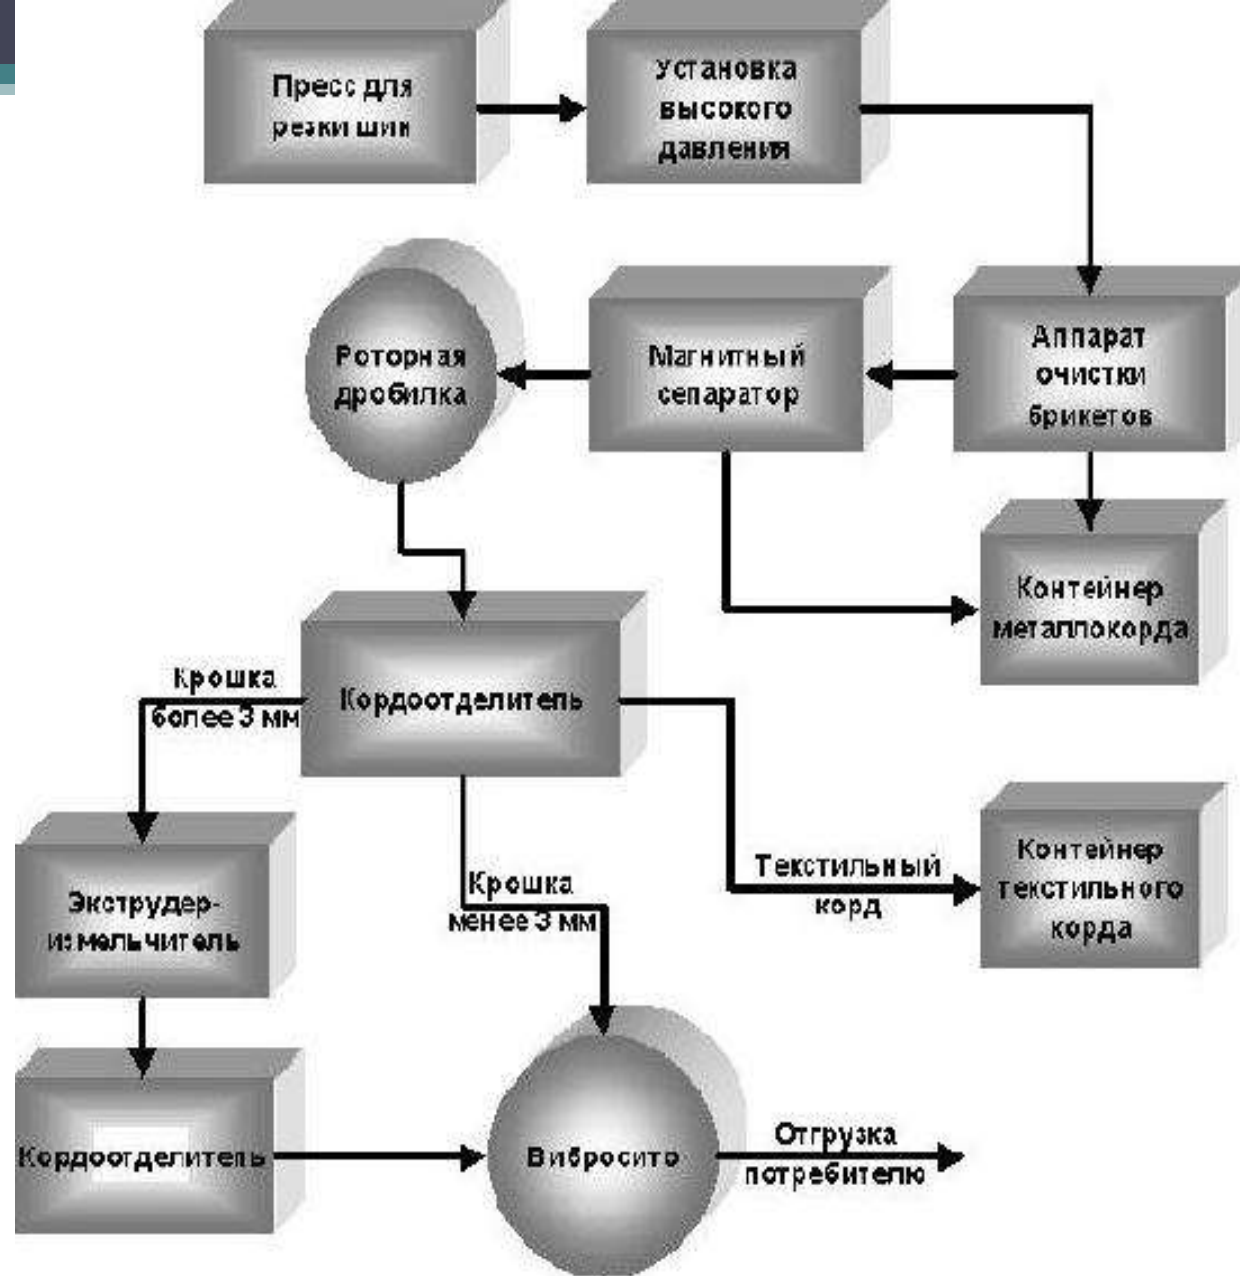 Пресс для
резки шин
Установка
высокого
давления
Роторная
дробилка
Магнитный
сепаратор
Аппарат
очистки
брикетов
Контейнер
металлокорда
Крошка
более 3 мм
Кордоотделитель
Экструдер-
измельчитель
Крошка
менее 3 мм
Текстильный
корд
Контейнер
текстильного
корда
Кордоотделитель
Вибросито
Отгрузка
потребителю